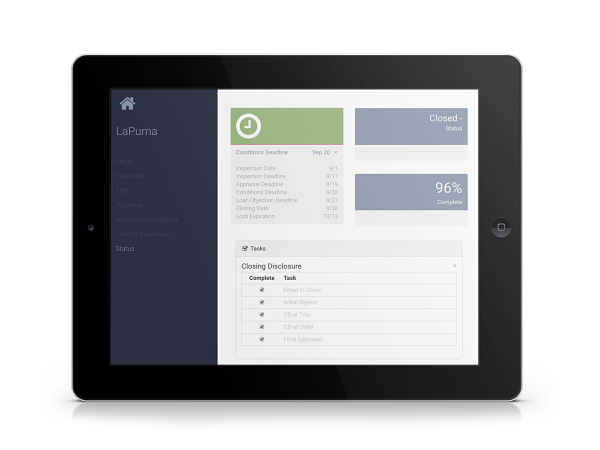 LaPuma
Setup
Insurance
Title
Appraisal
Additional Conditions
Closing Disclosure
Status
Conditions Deadline Sep 20
Inspection Date 9/1
Inspection Deadline 9/17
Appraisal Deadline 9/19
Conditions Deadline 9/20
Loan Objection Deadline 9/27
Closing Date 9/30
Lock Expiration 10/13
Closed -
Status
96%
Complete
Tasks
Closing Disclosure x
Complete Task
Email to Client
Initial Signed
CD at Title
CD at UWM
Final Approved